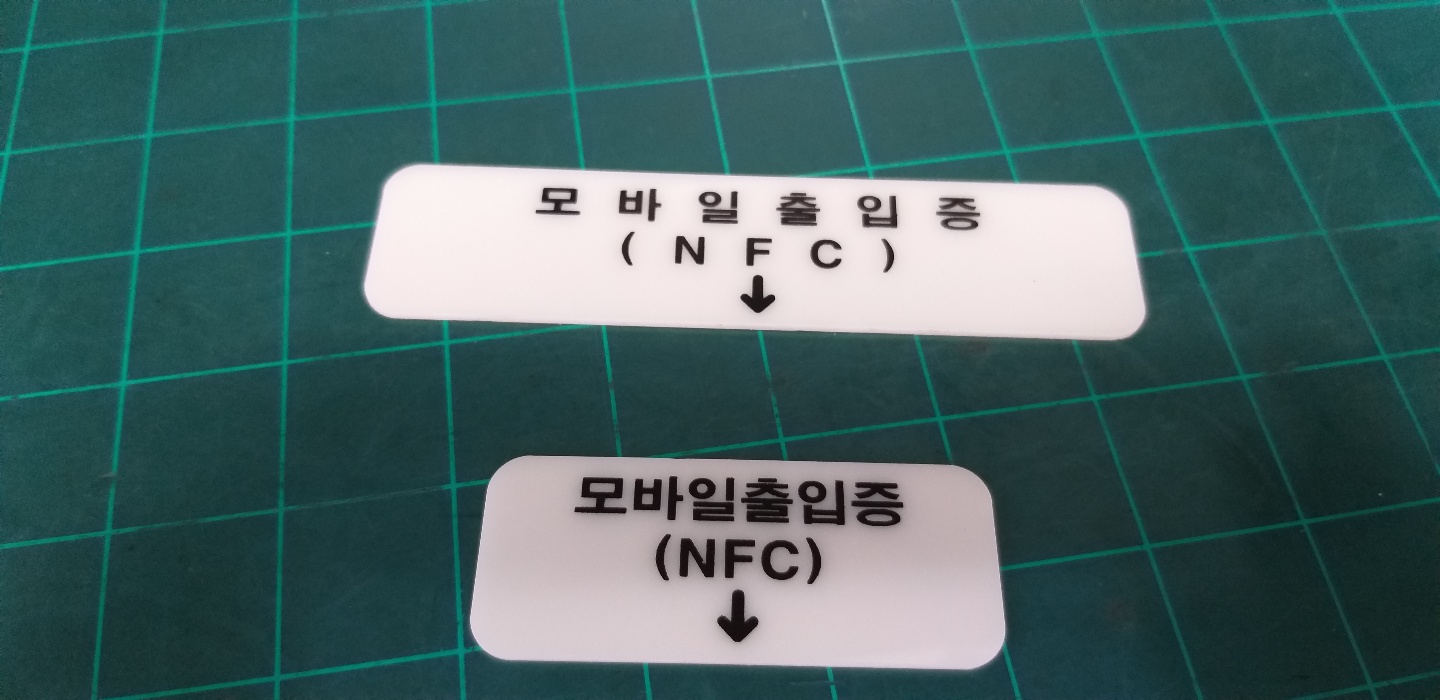 모 바 일 출 입 증
( N F C )
↓
모바일출입증
(NFC)
↓